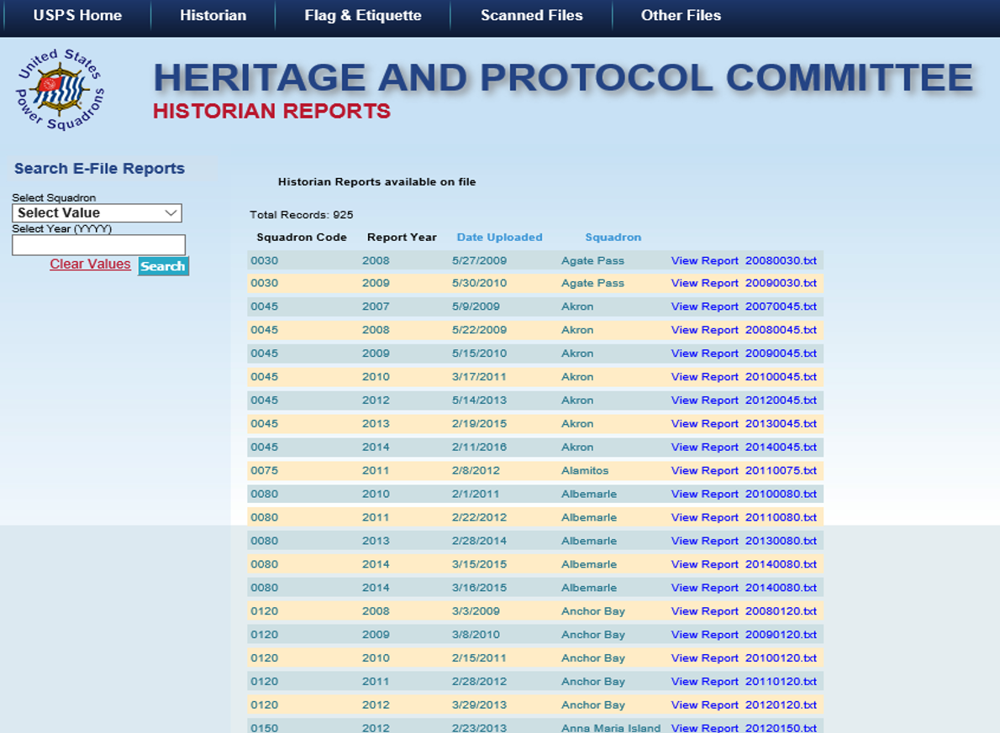 USPS Home Historian Flag & Etiquette Scanned Files Other Files
United States
Power Squadrons
HERITAGE AND PROTOCOL COMMITTEE
HISTORIAN REPORTS
Search E-File Reports
Select Squadron
Select Value
Select Year (YYYY)
Clear Values Search
Historian Reports available on file
Total Records: 925
Squadron Code Report Year Date Uploaded Squadron
0030 2008 5/27/2009 Agate Pass View Report 20080030.txt
0030 2009 5/30/2010 Agate Pass View Report 20090030.txt
0045 2007 5/9/2009 Akron View Report 20070045.txt
0045 2008 5/22/2009 Akron View Report 20080045.txt
0045 2009 5/15/2010 Akron View Report 20090045.txt
0045 2010 3/17/2011 Akron View Report 20100045.txt
0045 2012 5/14/2013 Akron View Report 20120045.txt
0045 2013 2/19/2015 Akron View Report 20130045.txt
0045 2014 2/11/2016 Akron View Report 20140045.txt
0075 2011 2/8/2012 Alamitos View Report 20110075.txt
0080 2010 2/1/2011 Albemarle View Report 20100080.txt
0080 2011 2/22/2012 Albemarle View Report 20110080.txt
0080 2013 2/28/2014 Albemarle View Report 20130080.txt
0080 2014 3/15/2015 Albemarle View Report 20140080.txt
0080 2014 3/16/2015 Albemarle View Report 20140080.txt
0120 2008 3/3/2009 Anchor Bay View Report 20080120.txt
0120 2009 3/8/2010 Anchor Bay View Report 20090120.txt
0120 2010 2/15/2011 Anchor Bay View Report 20100120.txt
0120 2011 2/28/2012 Anchor Bay View Report 20110120.txt
0120 2012 3/29/2013 Anchor Bay View Report 20120120.txt
0150 2012 2/23/2013 Anna Maria Island View Report 20120150.txt